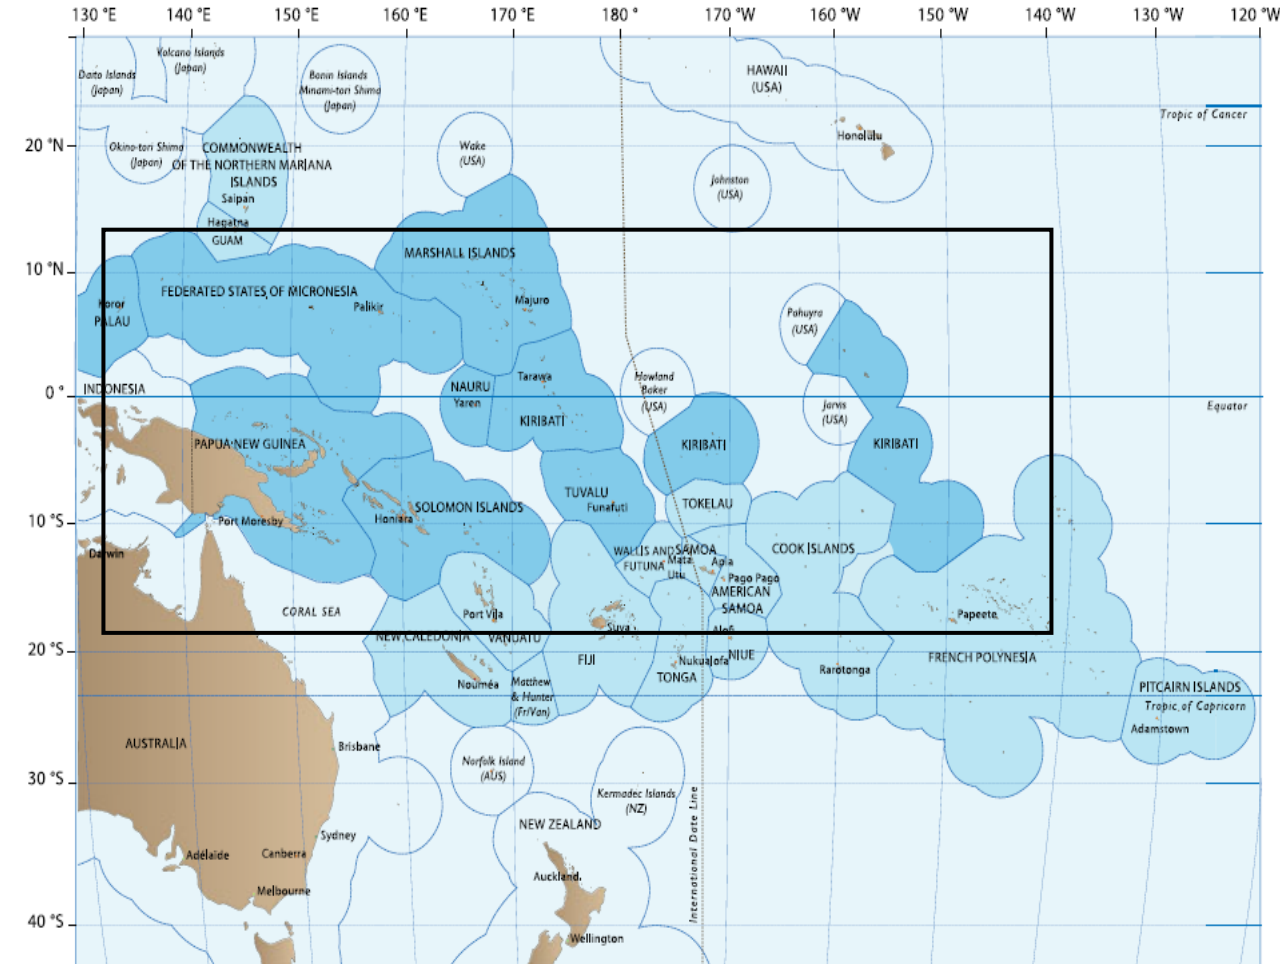 130 °E 140 °E 150 °E 160 °E 170 °E 180 ° 170 °W 160 °W 150 °W 140 °W 130 °W 120 °W
Volcano Islands
(Japan)
Daito Islands
(Japan)
Bonin Islands
Minami-tori Shima
(Japan)
HAWAII
(USA)
Tropic of Cancer
Honolulu
20 °N
Okino-tori Shima
(Japan)
COMMONWEALTH
OF THE NORTHERN MARIANA
ISLANDS
Saipan
Wake
(USA)
Johnston
(USA)
Hagatna
GUAM
MARSHALL ISLANDS
10 °N
FEDERATED STATES OF MICRONESIA
Palikir
Majuro
Koror
PALAU
Pahuyra
(USA)
INDONESIA
0 °
NAURU
Yaren
Tarawa
KIRIBATI
Howland
Baker
(USA)
Jarvis
(USA)
Equator
PAPUA NEW GUINEA
KIRIBATI
KIRIBATI
TUVALU
Funafuti
TOKELAU
SOLOMON ISLANDS
Honiara
10 °S
Port Moresby
Darwin
WALLIS AND
FUTUNA
Mata
Utu
SAMOA
Apia
COOK ISLANDS
Pago Pago
AMERICAN
SAMOA
CORAL SEA
Port Vila
Papeete
Suva
Alofi
NEW CALEDONIA
VANUATU
20 °S
FIJI
Nukualofa
NIUE
TONGA
Rarotonga
FRENCH POLYNESIA
Nouméa
Matthew
& Hunter
(Fr/Van)
PITCAIRN ISLANDS
Tropic of Capricorn
Adamstown
AUSTRALIA
Brisbane
Norfolk Island
(AUS)
30 °S
Kermadec Islands
(NZ)
International Date Line
NEW ZEALAND
Sydney
Adelaide
Canberra
Melbourne
Auckland
40 °S
Wellington